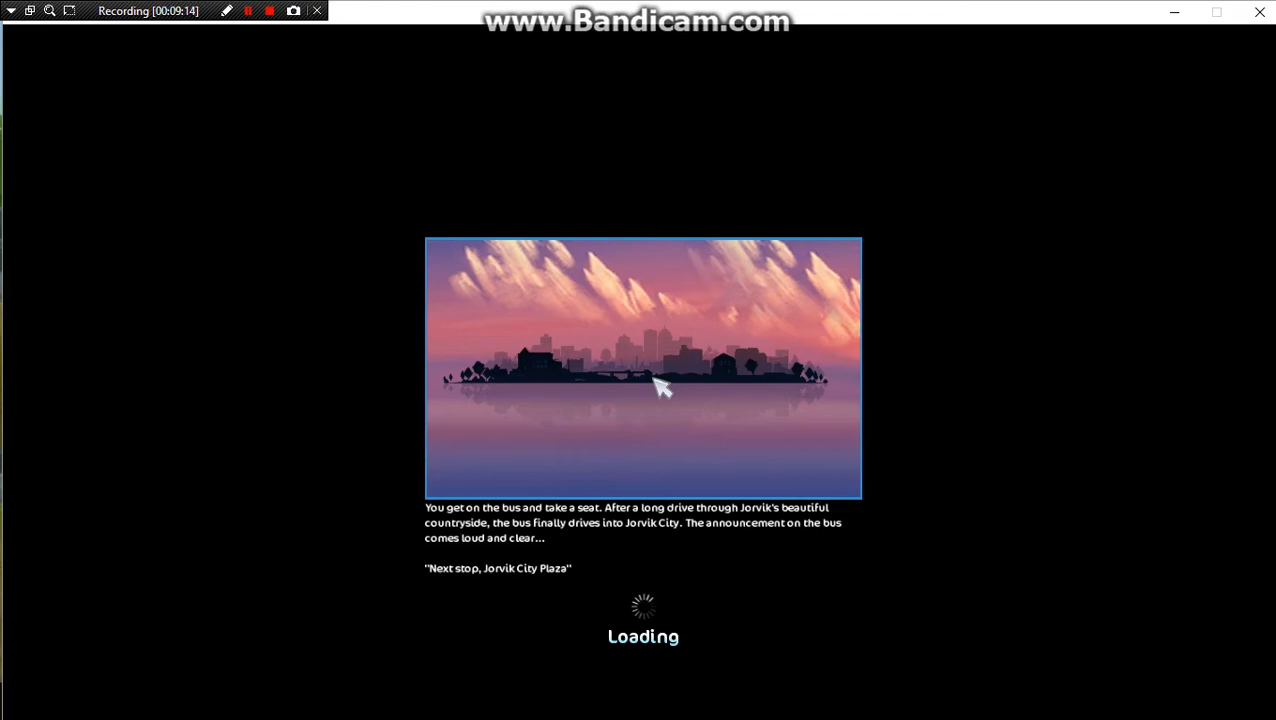 Recording [00:09:14]
www.Bandicam.com
You get on the bus and take a seat. After a long drive through Jorvik's beautiful
countryside, the bus finally drives into Jorvik City. The announcement on the bus
comes loud and clear...
"Next stop, Jorvik City Plaza"
Loading